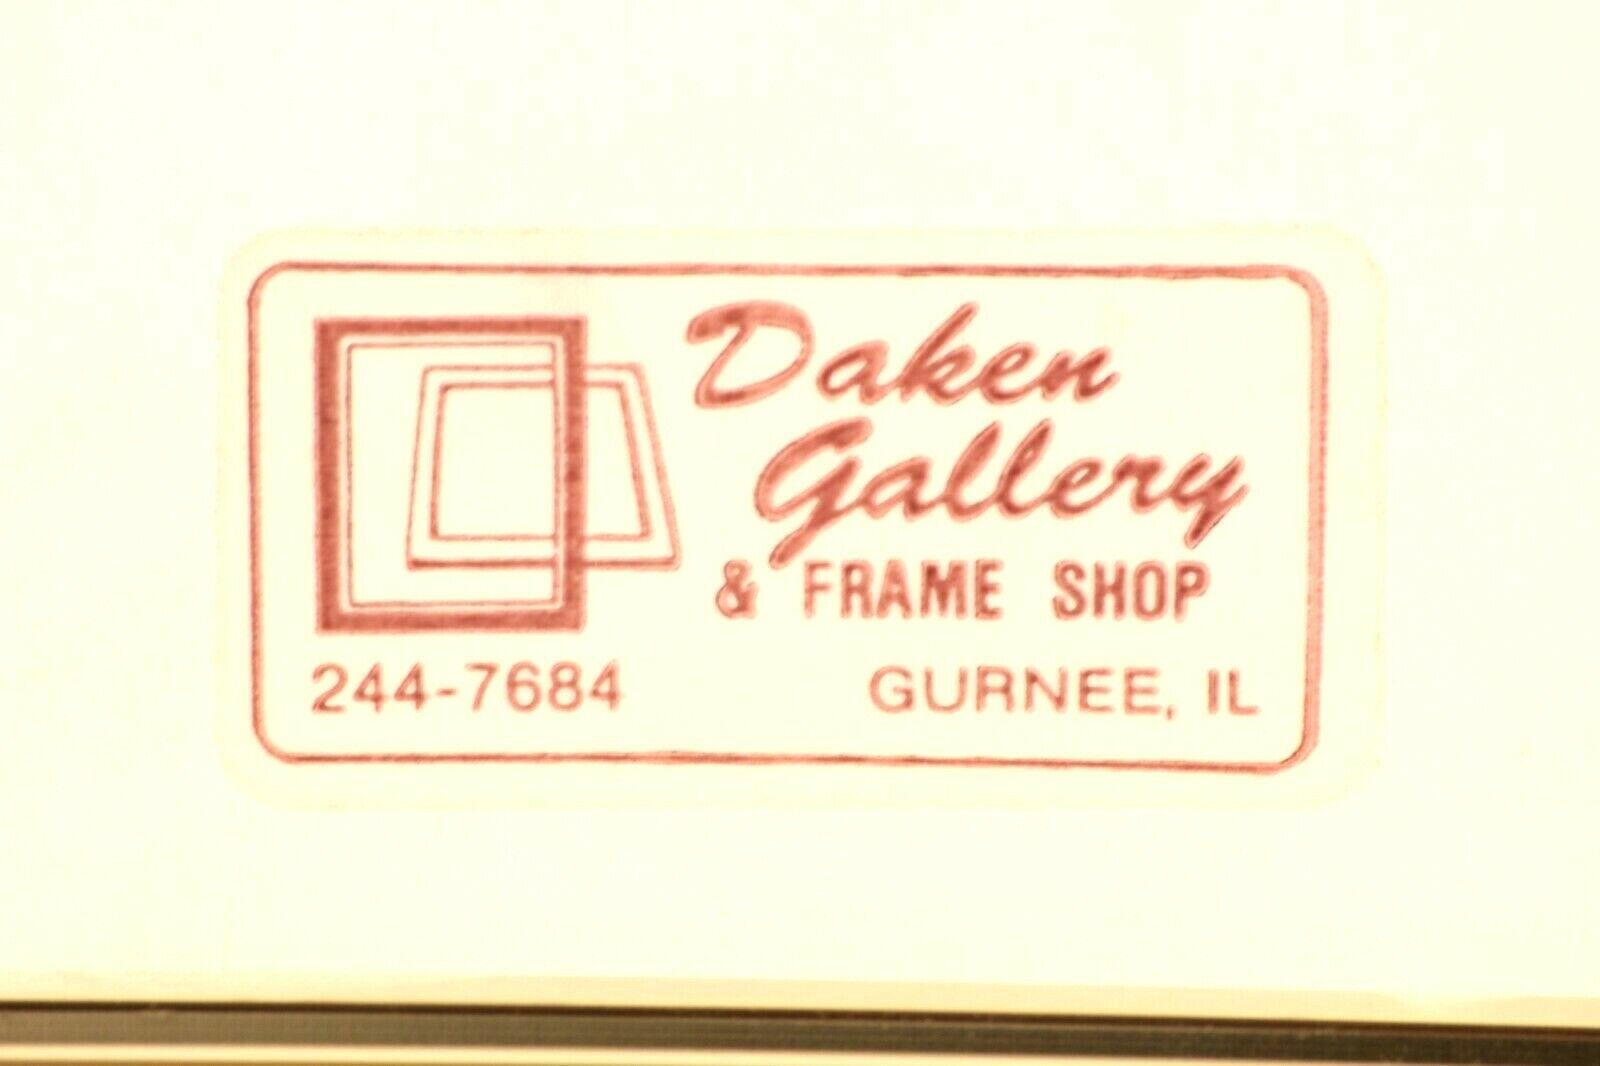 Daken
Gallery
& FRAME SHOP
244-7684 GURNEE, IL